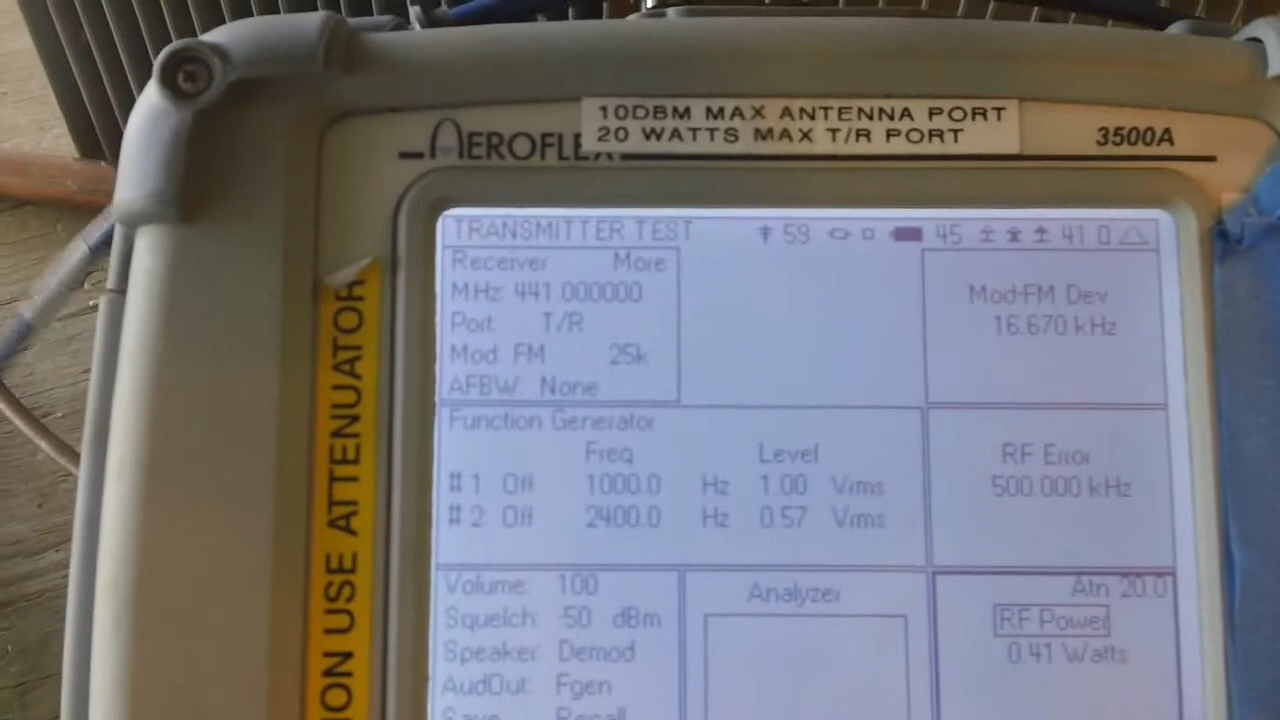 10DBM MAX ANTENNA PORT
20 WATTS MAX T/R PORT
AEROFLEX
3500A
ION USE ATTENUATOR
TRANSMITTER TEST 59 45 41 0
Receiver More
MHz: 441.000000
Port: T/R
Mod: FM 25k
AFBW: None
Mod-FM Dev
16.670 kHz
Function Generator
Freq Level
#1 Off 1000.0 Hz 1.00 Vrms
#2 Off 2400.0 Hz 0.57 Vrms
RF Error
500.000 kHz
Volume: 100
Squelch: -50 dBm
Speaker: Demod
AudOut: Fgen
Save Recall
Analyzer
Atn 20.0
RF Power
0.41 Watts